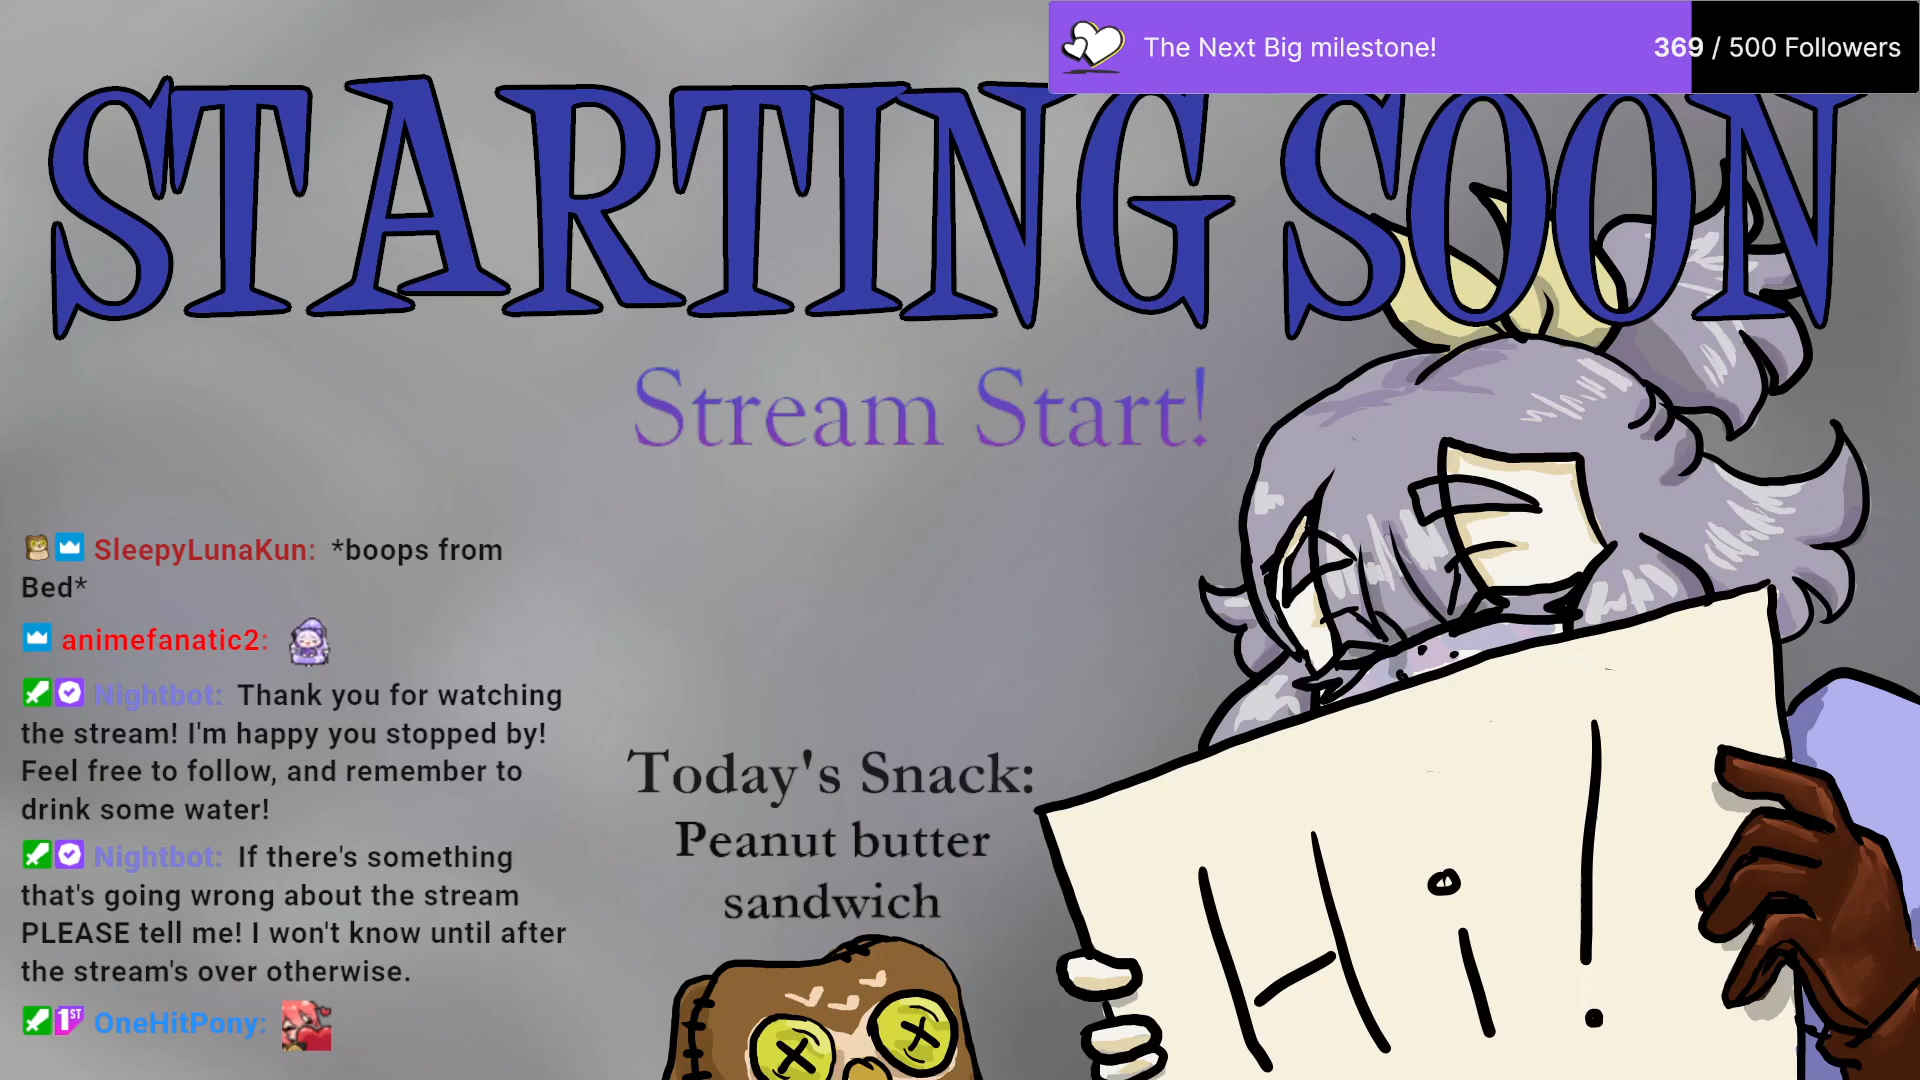 The Next Big milestone!
369 / 500 Followers
STARTING SOON
Stream Start!
SleepyLunaKun: *boops from
Bed*
animefanatic2:
Nightbot: Thank you for watching
the stream! I'm happy you stopped by!
Feel free to follow, and remember to
drink some water!
Nightbot: If there's something
that's going wrong about the stream
PLEASE tell me! I won't know until after
the stream's over otherwise.
1ST OneHitPony:
Today's Snack:
Peanut butter
sandwich
Hi!